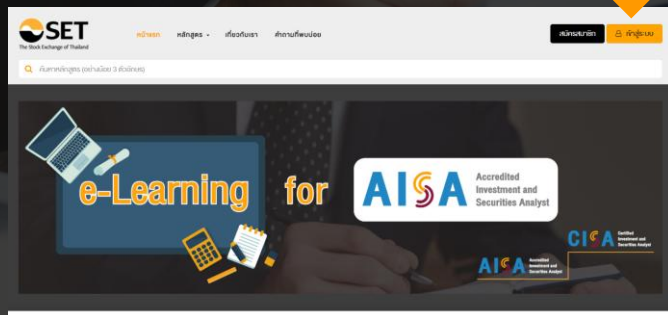 SET
The Stock Exchange of Thailand
หน้าแรก หลักสูตร เกี่ยวกับเรา คำถามที่พบบ่อย
สมัครสมาชิก เข้าสู่ระบบ
ค้นหาหลักสูตร (อย่างน้อย 3 ตัวอักษร)
e-Learning for AISA
Accredited
Investment and
Securities Analyst
CISA
Certified
Investment and
Securities Analyst
AISA
Accredited
Investment and
Securities Analyst